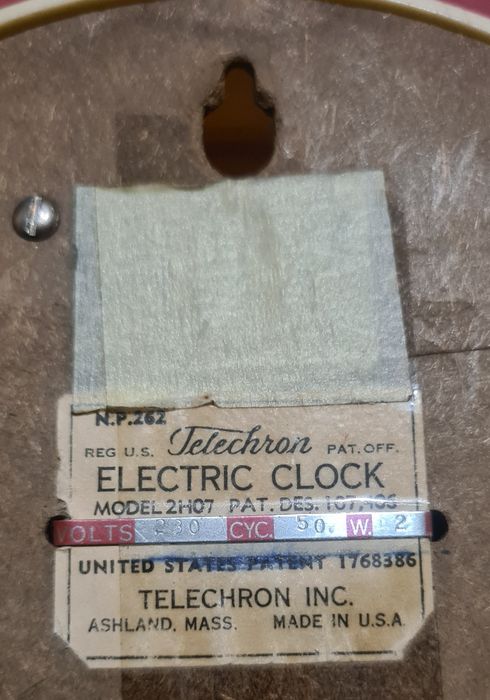 N.P.262
REG U.S. Telechron PAT. OFF.
ELECTRIC CLOCK
MODEL 2H07 PAT. DES. 107,406
VOLTS 230 CYC. 50. W. 2
UNITED STATES PATENT 1768386
TELECHRON INC.
ASHLAND, MASS. MADE IN U.S.A.